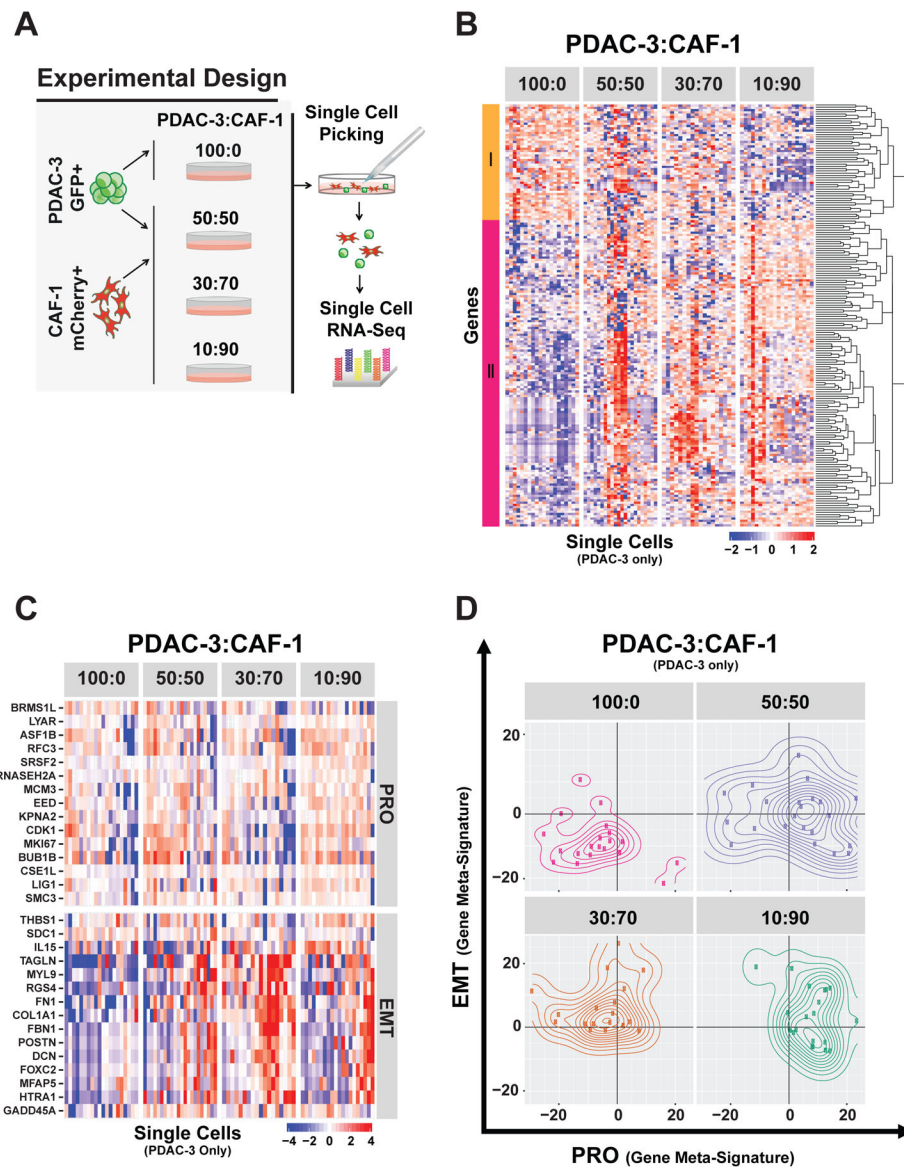 A
Experimental Design
PDAC-3:CAF-1
PDAC-3
GFP+
CAF-1
mCherry+
100:0
50:50
30:70
10:90
Single Cell
Picking
Single Cell
RNA-Seq
B
PDAC-3:CAF-1
100:0 50:50 30:70 10:90
Genes
I
II
Single Cells
(PDAC-3 only)
−2 −1 0 1 2
C
PDAC-3:CAF-1
100:0 50:50 30:70 10:90
BRMS1L
LYAR
ASF1B
RFC3
SRSF2
RNASEH2A
MCM3
EED
KPNA2
CDK1
MKI67
BUB1B
CSE1L
LIG1
SMC3
PRO
THBS1
SDC1
IL15
TAGLN
MYL9
RGS4
FN1
COL1A1
FBN1
POSTN
DCN
FOXC2
MFAP5
HTRA1
GADD45A
EMT
Single Cells
(PDAC-3 Only)
−4 −2 0 2 4
D
PDAC-3:CAF-1
(PDAC-3 only)
100:0 50:50
20
0
−20
30:70 10:90
20
0
−20
−20 0 20 −20 0 20
EMT (Gene Meta-Signature)
PRO (Gene Meta-Signature)